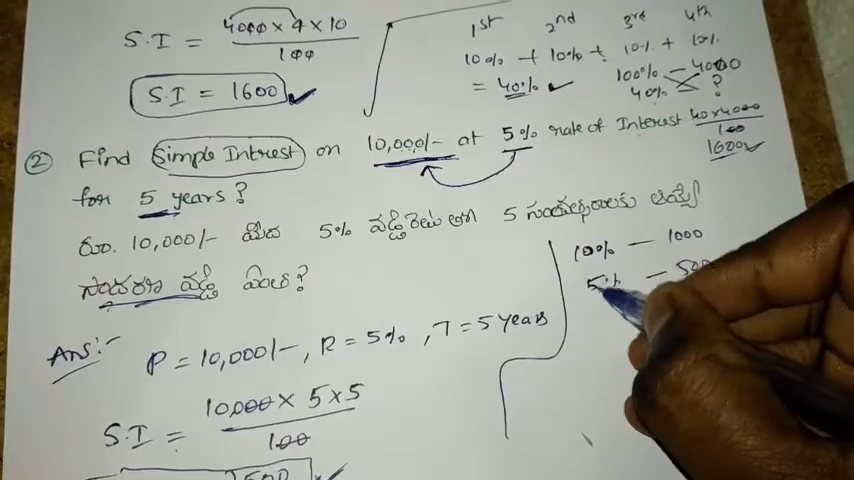 S.I = 4000 × 4 × 10
100
S.I = 1600 ✓
1st 2nd 3rd 4th
10% + 10% + 10% + 10%
= 40% ✓
100% — 4000
40% — ?
40 × 4000
100
1600 ✓
② Find Simple Interest on 10,000/- at 5% rate of Interest
for 5 years?
రూ. 10,000/- మీద 5% వడ్డీ రేటు 5 సంవత్సరాలకు అయ్యే
వడ్డీ ఎంత?
100% — 1000
5% —
Ans:- P = 10,000/-, R = 5%, T = 5 years
S.I = 10,000 × 5 × 5
100